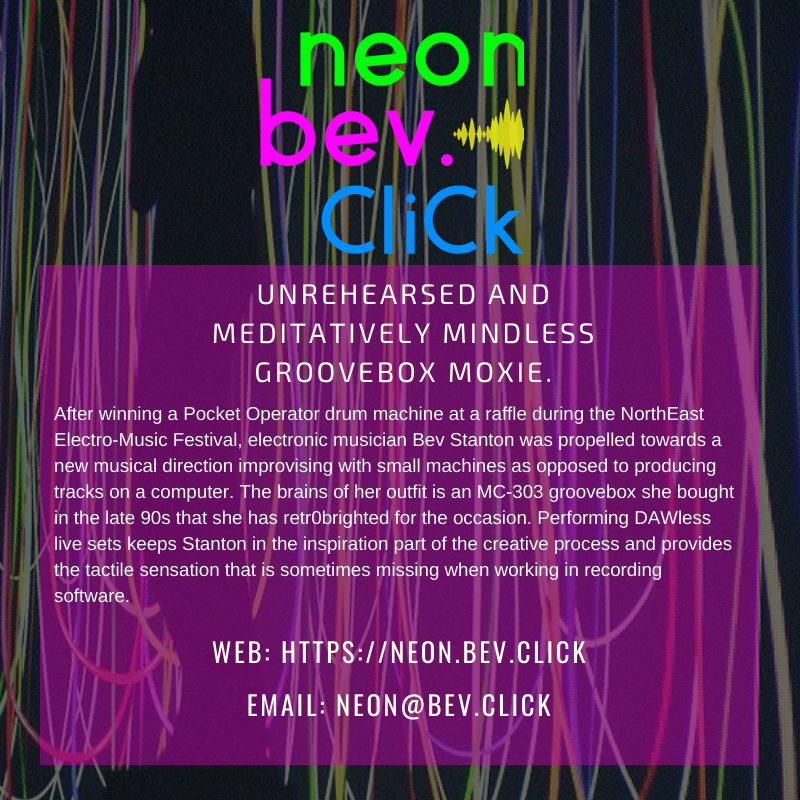 neon
bev.
CliCk
UNREHEARSED AND
MEDITATIVELY MINDLESS
GROOVEBOX MOXIE.
After winning a Pocket Operator drum machine at a raffle during the NorthEast
Electro-Music Festival, electronic musician Bev Stanton was propelled towards a
new musical direction improvising with small machines as opposed to producing
tracks on a computer. The brains of her outfit is an MC-303 groovebox she bought
in the late 90s that she has retr0brighted for the occasion. Performing DAWless
live sets keeps Stanton in the inspiration part of the creative process and provides
the tactile sensation that is sometimes missing when working in recording
software.
WEB: HTTPS://NEON.BEV.CLICK
EMAIL: NEON@BEV.CLICK